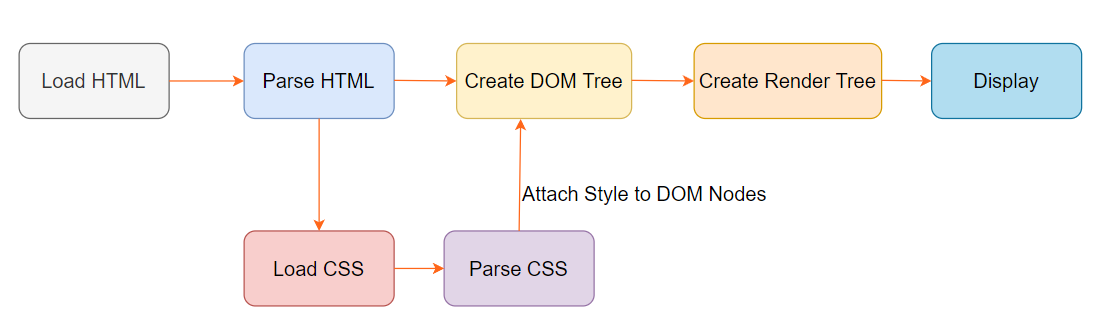 Load HTML
Parse HTML
Create DOM Tree
Create Render Tree
Display
Attach Style to DOM Nodes
Load CSS
Parse CSS